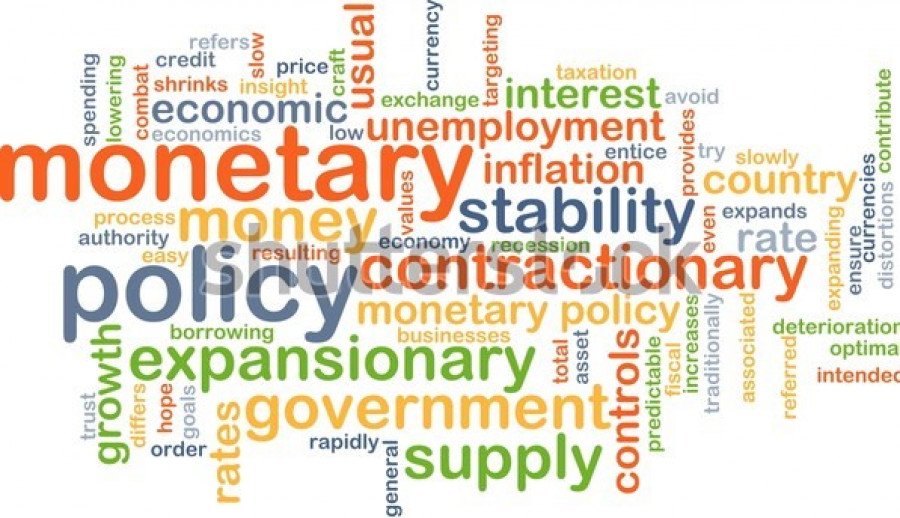 refers
credit
shrinks
slow
insight
price
craft
usual
currency
targeting
taxation
spending
lowering
combat
economic
economics
low
exchange
interest
avoid
contribute
unemployment
monetary
inflation
entice
provides
try
slowly
country
values
stability
even
expands
rate
expanding
ensure
currencies
distortions
process
money
authority
easy
resulting
economy
recession
shutterstock
policy
contractionary
monetary policy
borrowing
businesses
growth
expansionary
total
asset
controls
predictable
fiscal
increases
traditionally
associated
referred
deterioration
optima
intended
trust
differs
hope
goals
order
rates
government
rapidly
general
supply